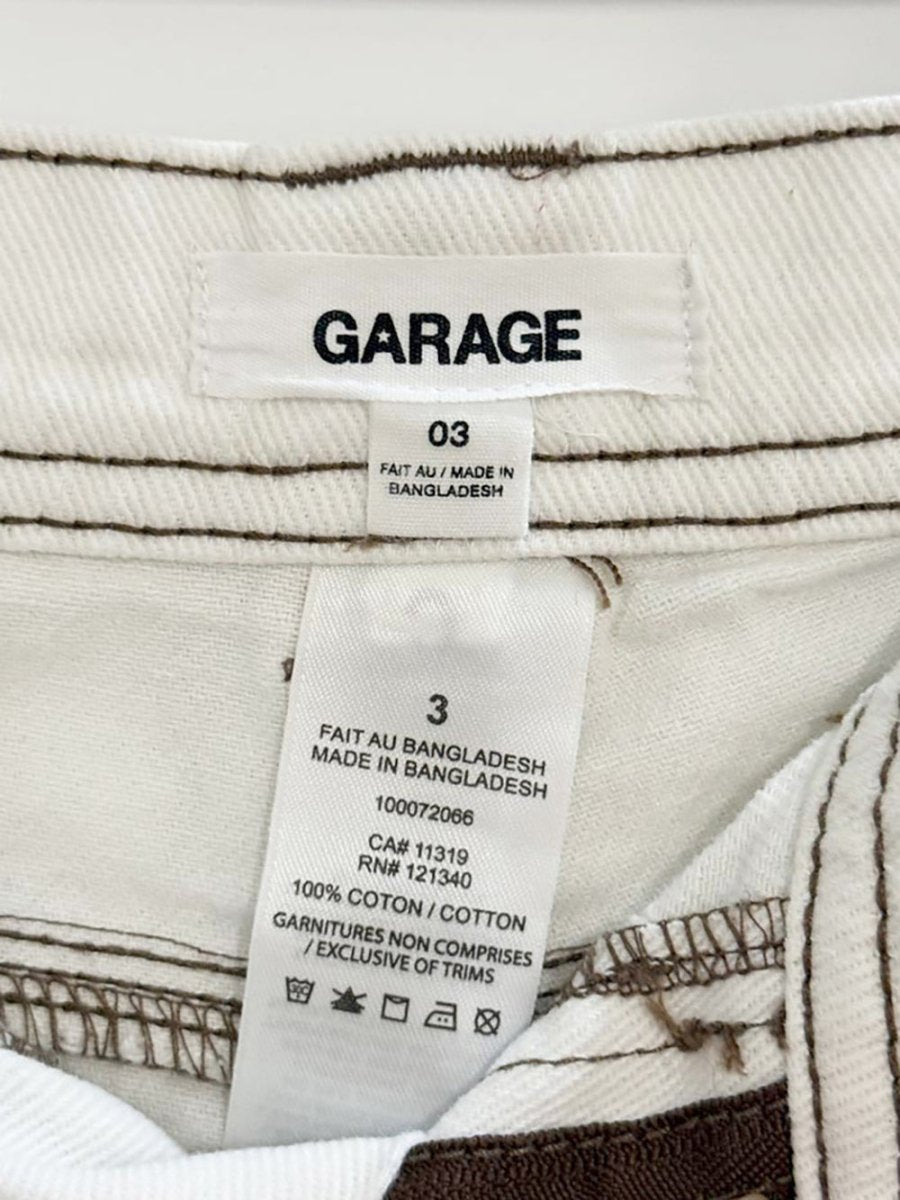 GARAGE
03
FAIT AU / MADE IN
BANGLADESH
3
FAIT AU BANGLADESH
MADE IN BANGLADESH
100072066
CA# 11319
RN# 121340
100% COTON / COTTON
GARNITURES NON COMPRISES
/ EXCLUSIVE OF TRIMS